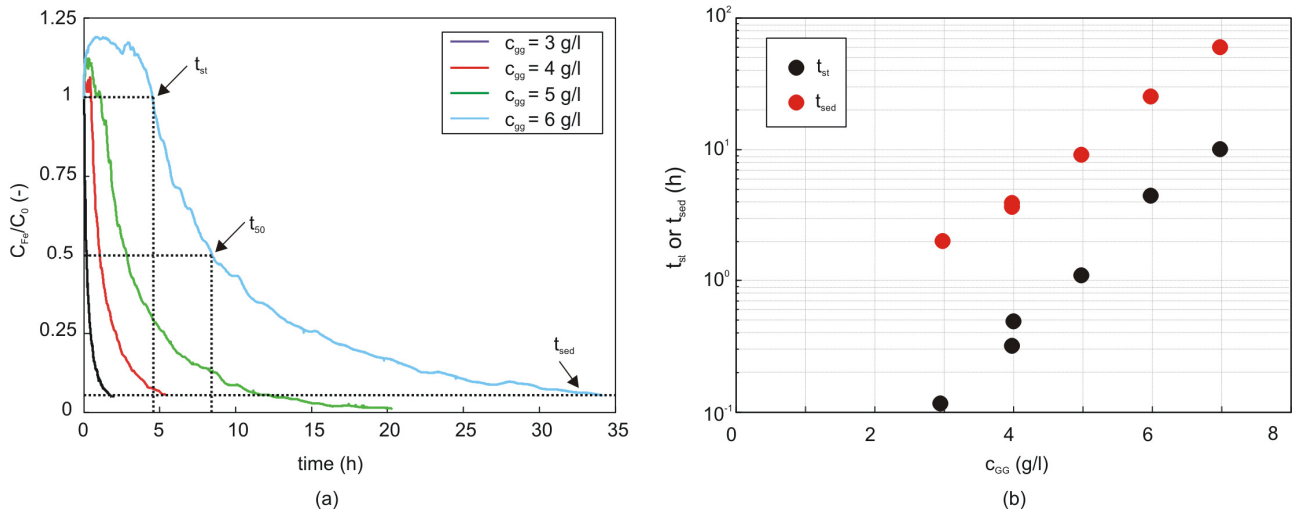 1.25
1
0.75
0.5
0.25
0
C_Fe/C_0 (-)
c_gg = 3 g/l
c_gg = 4 g/l
c_gg = 5 g/l
c_gg = 6 g/l
t_st
t_50
t_sed
0 5 10 15 20 25 30 35
time (h)
(a)
10^2
10^1
10^0
10^-1
t_st or t_sed (h)
t_st
t_sed
0 2 4 6 8
c_GG (g/l)
(b)